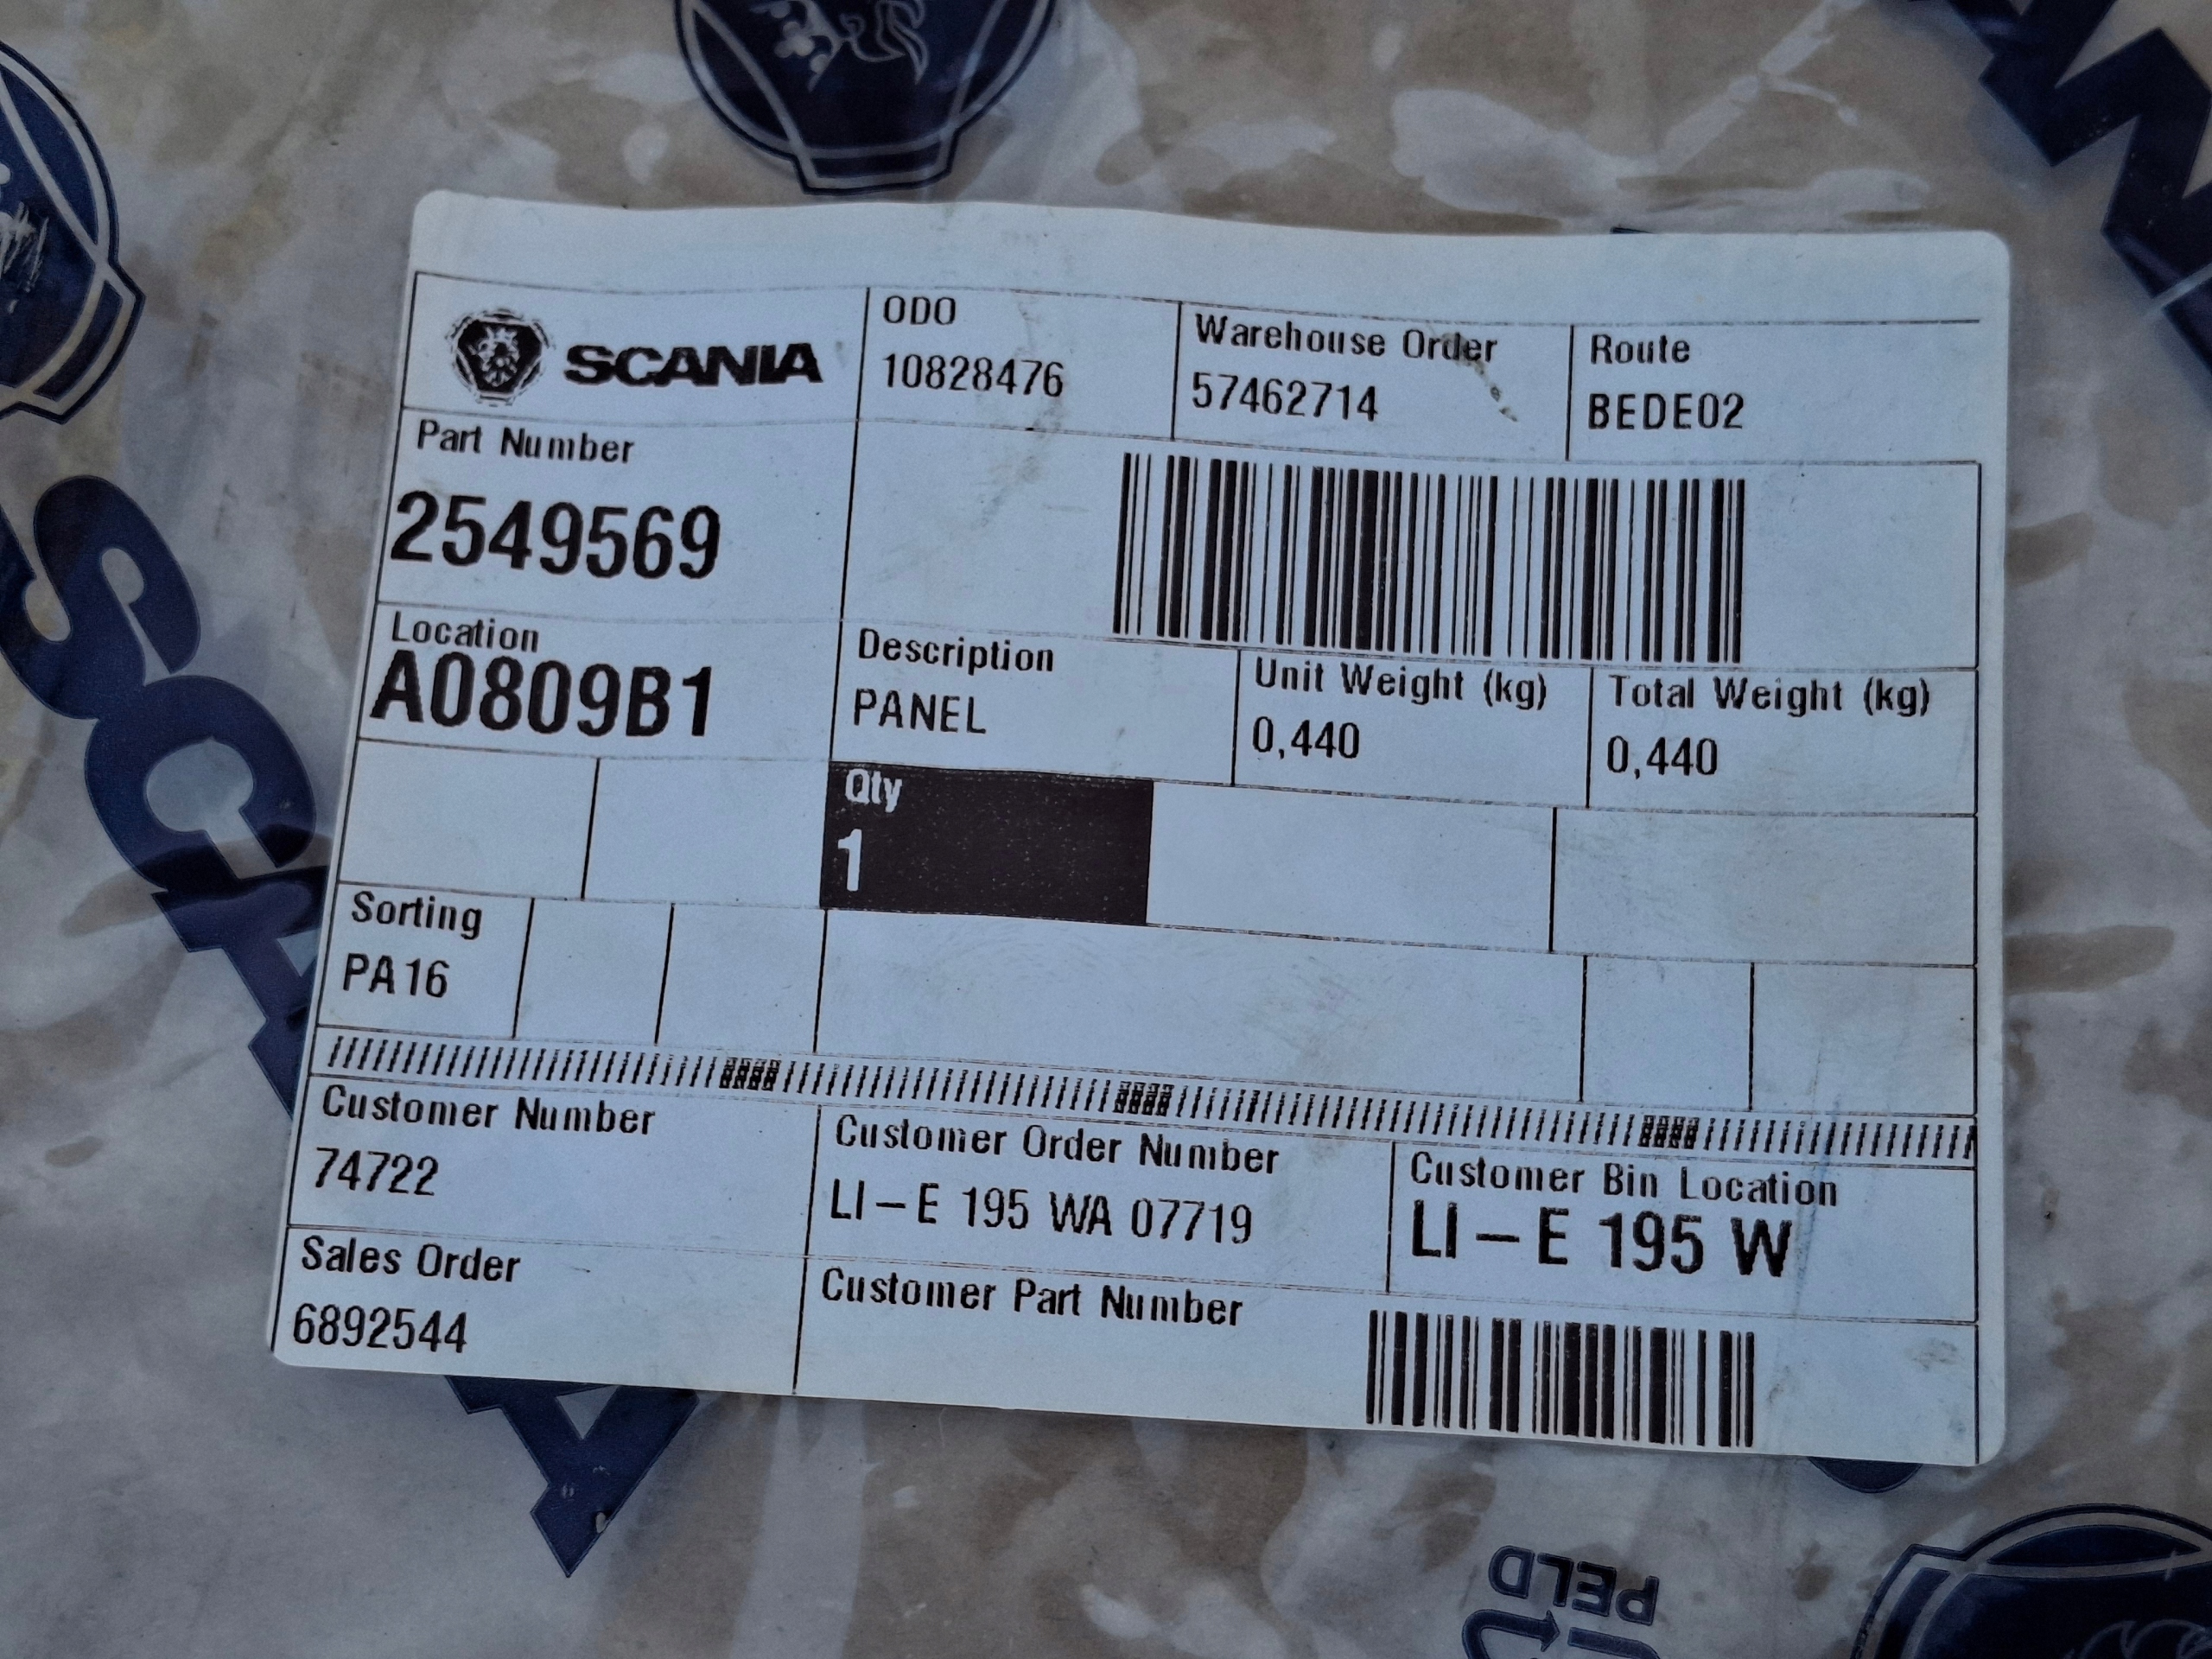 SCANIA
ODO
10828476
Warehouse Order
57462714
Route
BEDE02
Part Number
2549569
Location
A0809B1
Description
PANEL
Unit Weight (kg)
0,440
Total Weight (kg)
0,440
Qty
1
Sorting
PA16
Customer Number
74722
Customer Order Number
LI-E 195 WA 07719
Customer Bin Location
LI-E 195 W
Sales Order
6892544
Customer Part Number
PELD